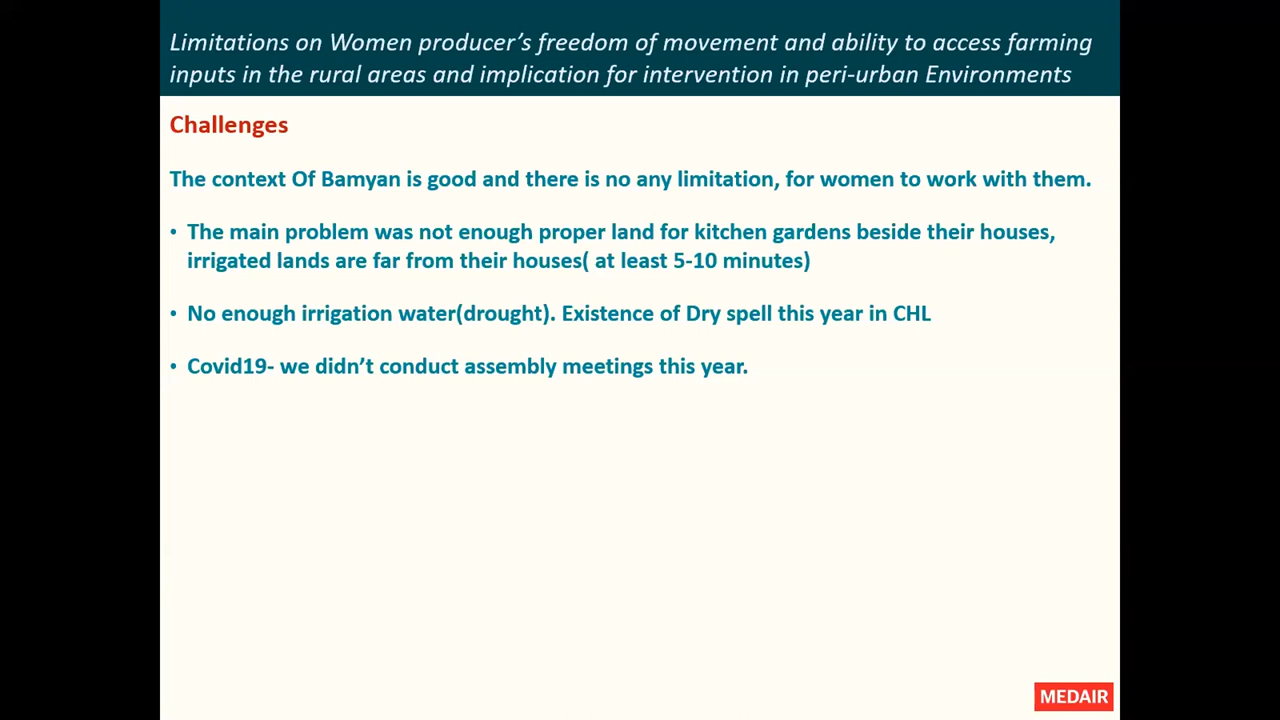 Limitations on Women producer's freedom of movement and ability to access farming
inputs in the rural areas and implication for intervention in peri-urban Environments
Challenges
The context Of Bamyan is good and there is no any limitation, for women to work with them.
• The main problem was not enough proper land for kitchen gardens beside their houses,
irrigated lands are far from their houses( at least 5-10 minutes)
• No enough irrigation water(drought). Existence of Dry spell this year in CHL
• Covid19- we didn't conduct assembly meetings this year.
MEDAIR